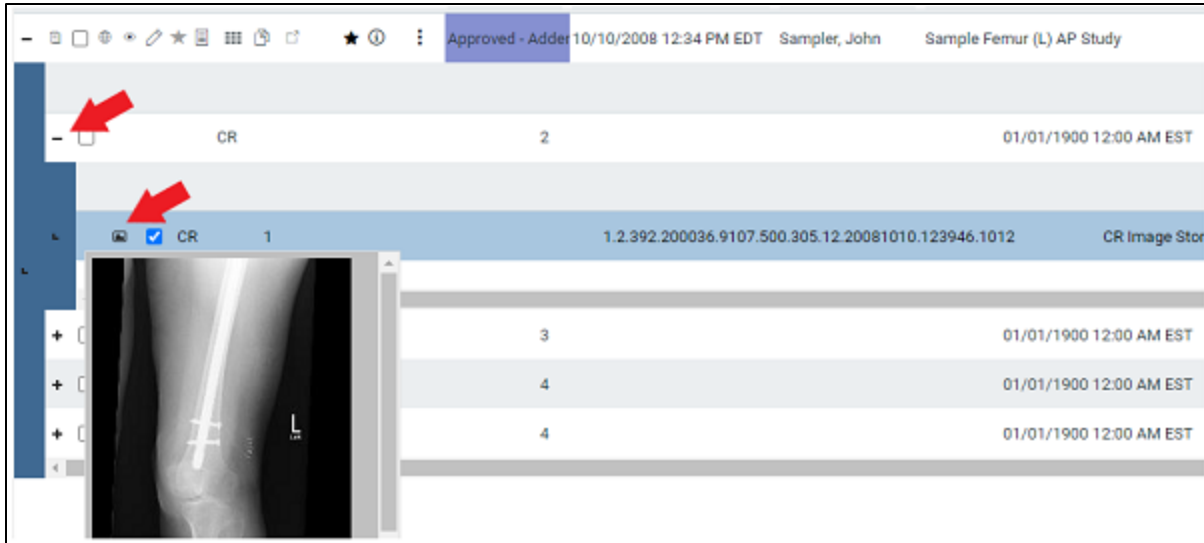 Approved - Adder 10/10/2008 12:34 PM EDT Sampler, John Sample Femur (L) AP Study
CR 2 01/01/1900 12:00 AM EST
CR 1 1.2.392.200036.9107.500.305.12.20081010.123946.1012 CR Image Stor
L
3 01/01/1900 12:00 AM EST
4 01/01/1900 12:00 AM EST
4 01/01/1900 12:00 AM EST